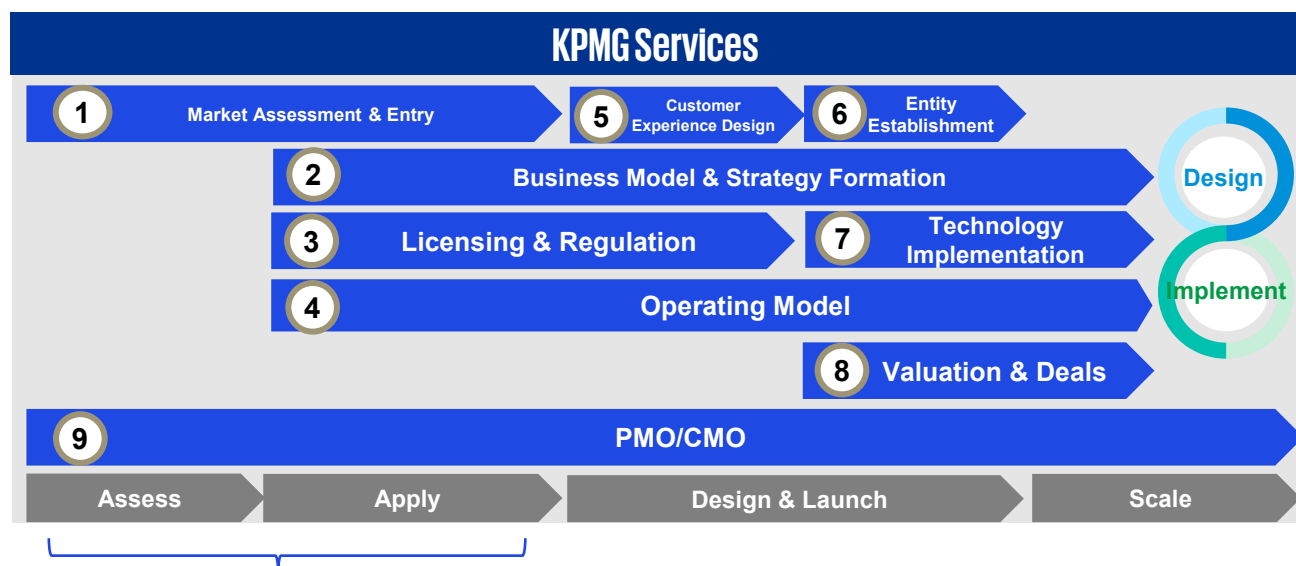 KPMG Services
1
Market Assessment & Entry
5
Customer
Experience Design
6
Entity
Establishment
2
Business Model & Strategy Formation
Design
3
Licensing & Regulation
7
Technology
Implementation
Implement
4
Operating Model
8
Valuation & Deals
9
PMO/CMO
Assess
Apply
Design & Launch
Scale